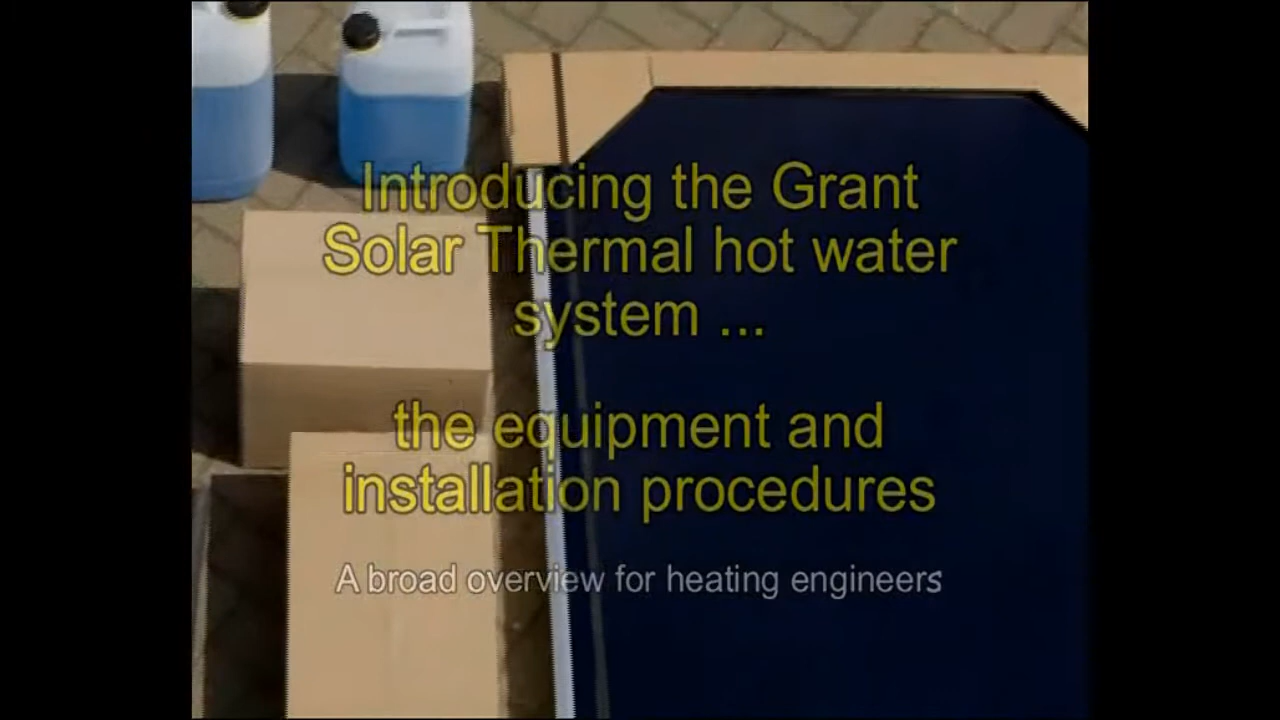 Introducing the Grant
Solar Thermal hot water
system ...
the equipment and
installation procedures
A broad overview for heating engineers